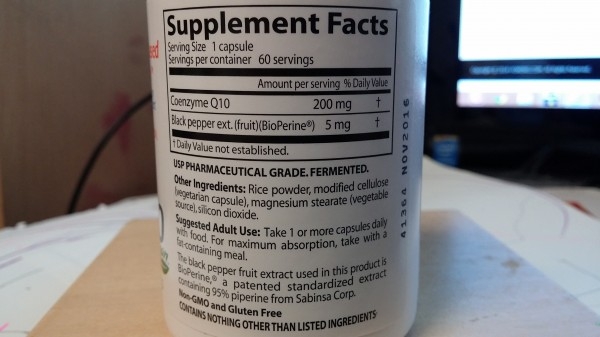 Supplement Facts
Serving Size 1 capsule
Servings per container 60 servings
Amount per serving % Daily Value
Coenzyme Q10 200 mg †
Black pepper ext. (fruit)(BioPerine®) 5 mg †
† Daily Value not established.
USP PHARMACEUTICAL GRADE. FERMENTED.
Other Ingredients: Rice powder, modified cellulose
(vegetarian capsule), magnesium stearate (vegetable
source), silicon dioxide.
Suggested Adult Use: Take 1 or more capsules daily
with food. For maximum absorption, take with a
fat-containing meal.
The black pepper fruit extract used in this product is
BioPerine,® a patented standardized extract
containing 95% piperine from Sabinsa Corp.
Non-GMO and Gluten Free
CONTAINS NOTHING OTHER THAN LISTED INGREDIENTS
41364 NOV2016